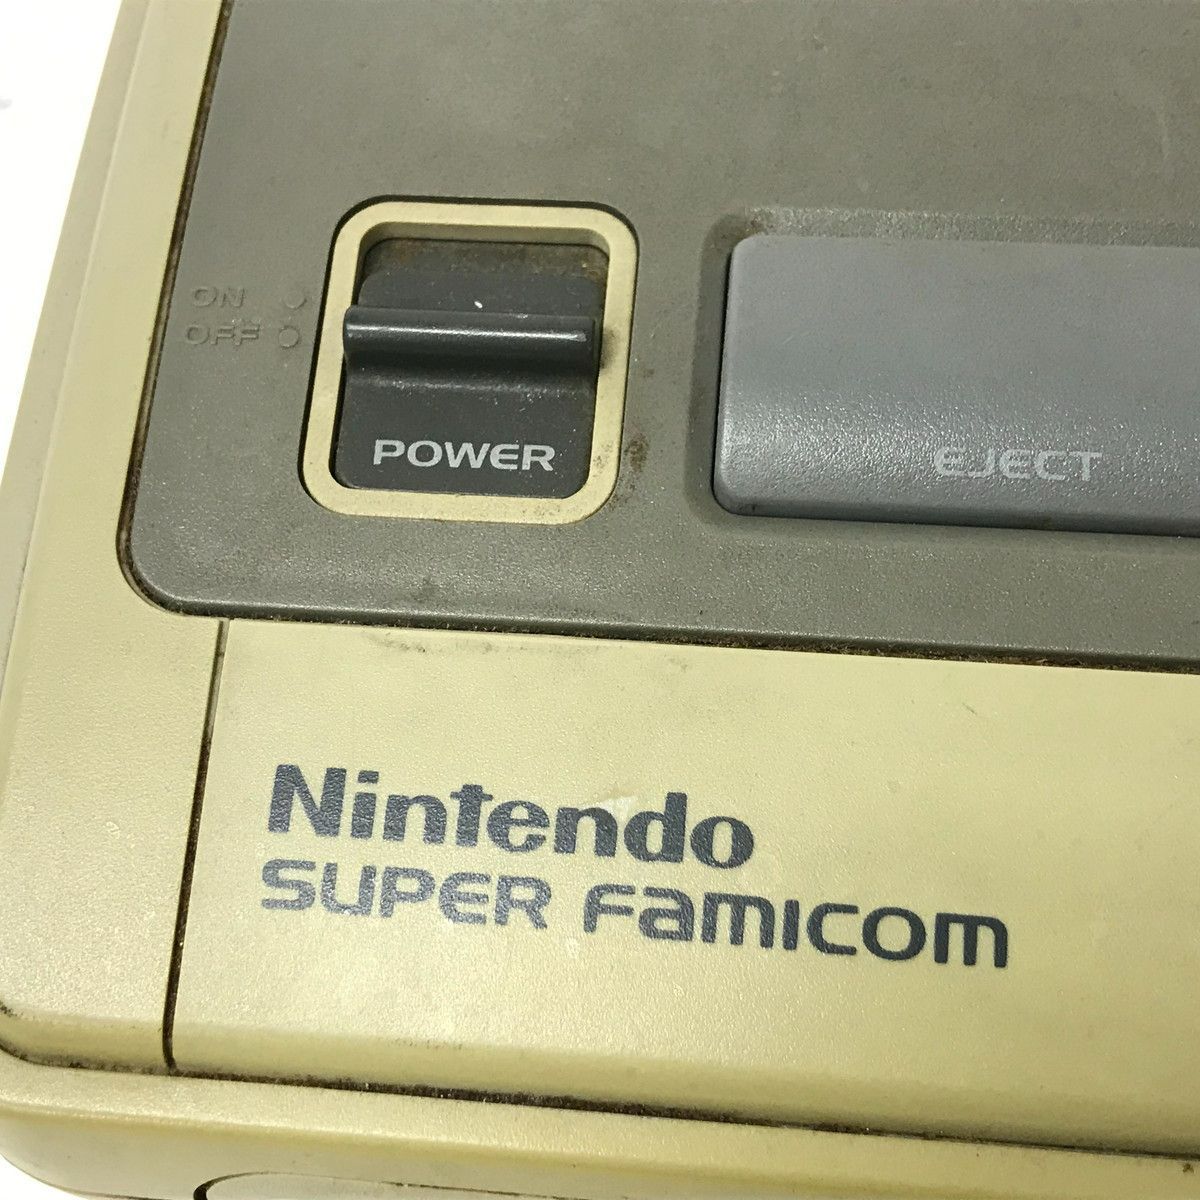 ON
OFF
POWER
EJECT
Nintendo
SUPER FAMICOM